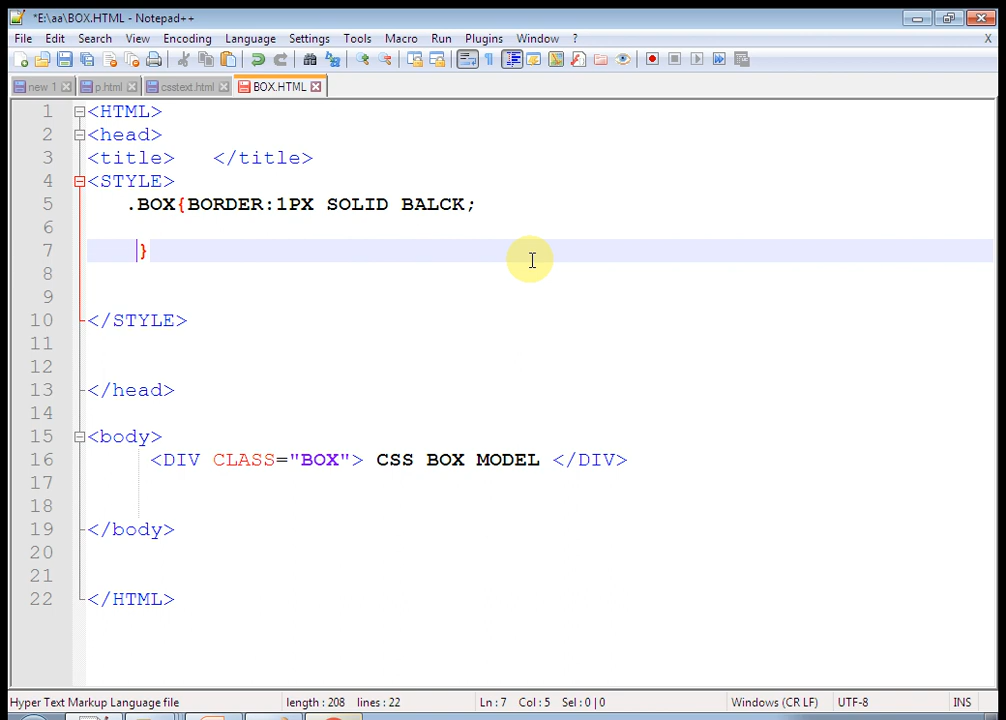 *E:\aa\BOX.HTML - Notepad++
File Edit Search View Encoding Language Settings Tools Macro Run Plugins Window ? X
new 1 p.html csstext.html BOX.HTML
1 <HTML>
2 <head>
3 <title> </title>
4 <STYLE>
5 .BOX{BORDER:1PX SOLID BALCK;
6
7 }
8
9
10 </STYLE>
11
12
13 </head>
14
15 <body>
16 <DIV CLASS="BOX"> CSS BOX MODEL </DIV>
17
18
19 </body>
20
21
22 </HTML>
Hyper Text Markup Language file length : 208 lines : 22 Ln : 7 Col : 5 Sel : 0 | 0 Windows (CR LF) UTF-8 INS